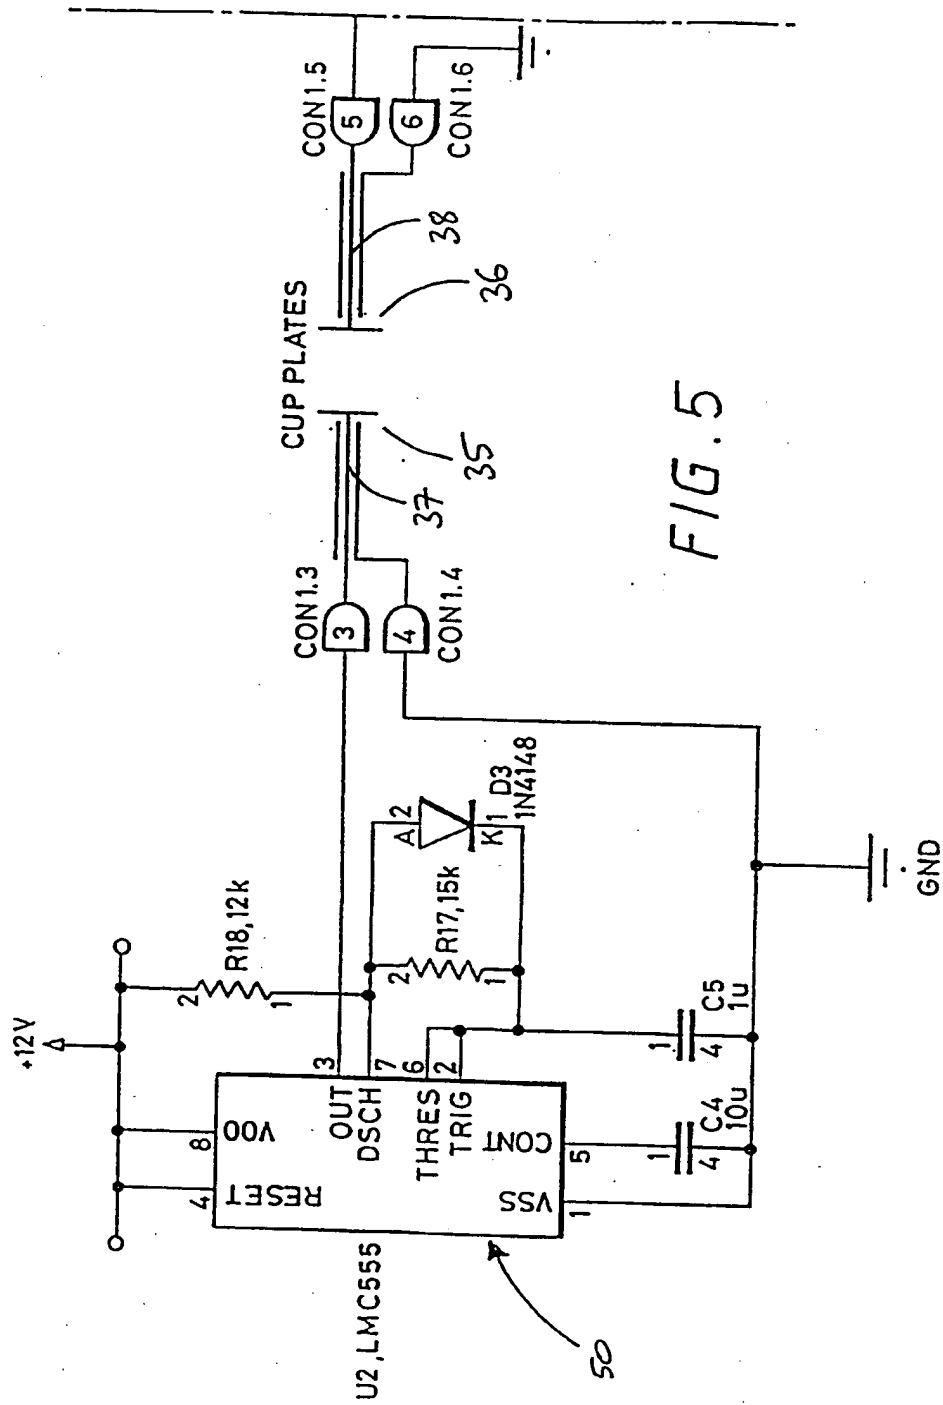 +12V
R18,12k
2
1
8
VOO
4
RESET
3
OUT
7
DSCH
6
THRES
2
TRIG
5
CONT
1
VSS
U2,LMC555
50
R17,15k
2
1
A 2
K 1
D3
1N4148
1
4
C4
10u
1
4
C5
1u
GND
CON1.3
3
4
CON1.4
37
35
CUP PLATES
36
38
CON1.5
5
6
CON1.6
FIG. 5